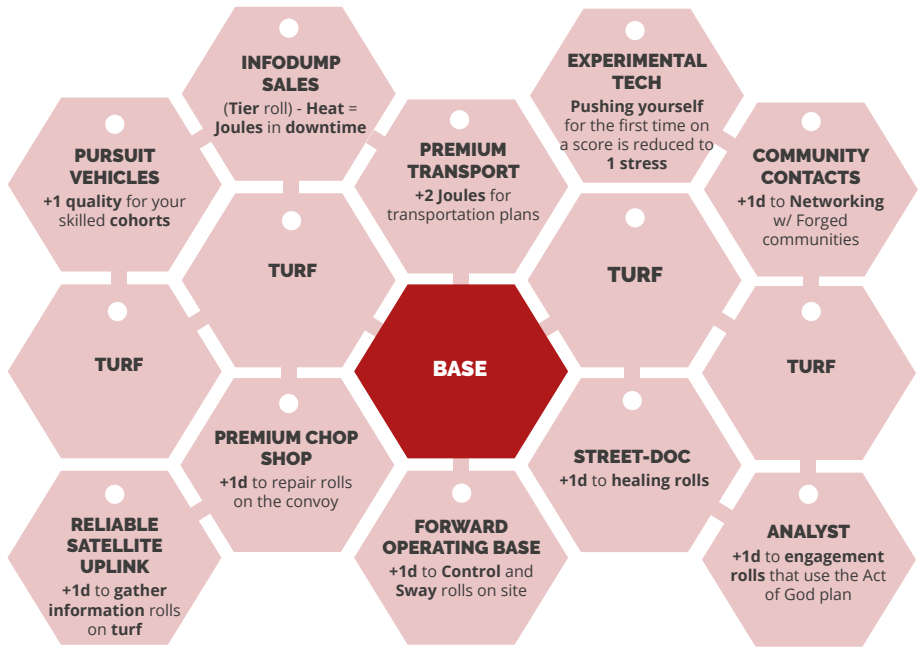 INFODUMP
SALES
(Tier roll) - Heat =
Joules in downtime
EXPERIMENTAL
TECH
Pushing yourself
for the first time on
a score is reduced to
1 stress
PURSUIT
VEHICLES
+1 quality for your
skilled cohorts
PREMIUM
TRANSPORT
+2 Joules for
transportation plans
COMMUNITY
CONTACTS
+1d to Networking
w/ Forged
communities
TURF
TURF
TURF
BASE
TURF
PREMIUM CHOP
SHOP
+1d to repair rolls
on the convoy
STREET-DOC
+1d to healing rolls
RELIABLE
SATELLITE
UPLINK
+1d to gather
information rolls
on turf
FORWARD
OPERATING BASE
+1d to Control and
Sway rolls on site
ANALYST
+1d to engagement
rolls that use the Act
of God plan